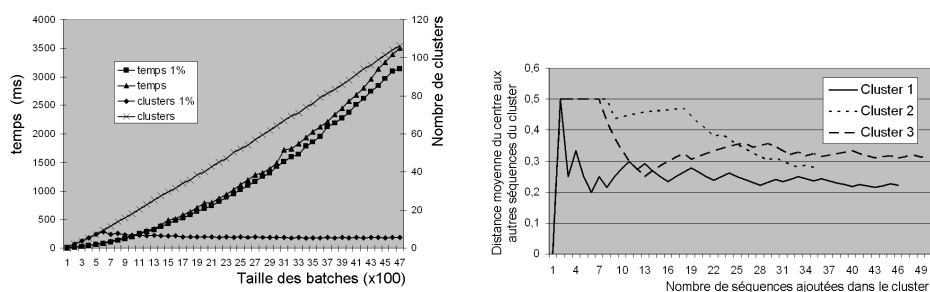 4000
3500
3000
2500
2000
1500
1000
500
0
temps (ms)
temps 1%
temps
clusters 1%
clusters
120
100
80
60
40
20
0
Nombre de clusters
1 3 5 7 9 11 13 15 17 19 21 23 25 27 29 31 33 35 37 39 41 43 45 47
Taille des batches (x100)
Distance moyenne du centre aux
autres séquences du cluster
0,6
0,5
0,4
0,3
0,2
0,1
0
Cluster 1
Cluster 2
Cluster 3
1 4 7 10 13 16 19 22 25 28 31 34 37 40 43 46 49
Nombre de séquences ajoutées dans le cluster